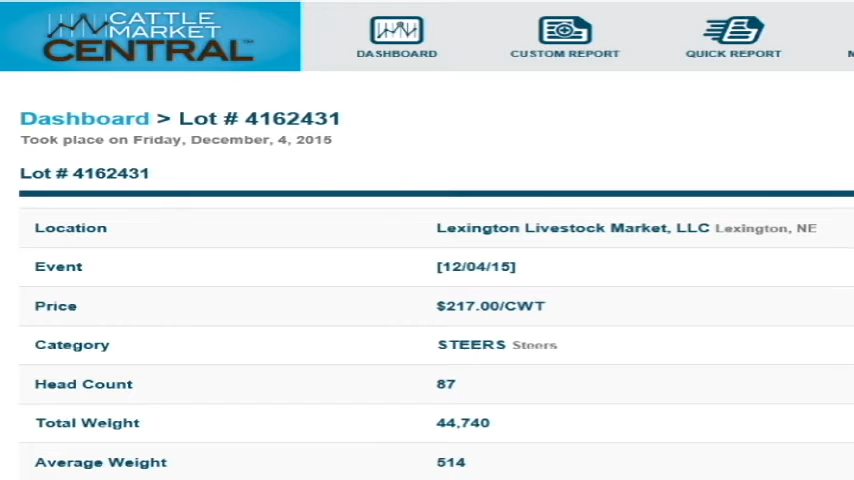 CATTLE
MARKET
CENTRAL™
DASHBOARD
CUSTOM REPORT
QUICK REPORT
M
Dashboard > Lot # 4162431
Took place on Friday, December, 4, 2015
Lot # 4162431
Location Lexington Livestock Market, LLC Lexington, NE
Event [12/04/15]
Price $217.00/CWT
Category STEERS Steers
Head Count 87
Total Weight 44,740
Average Weight 514